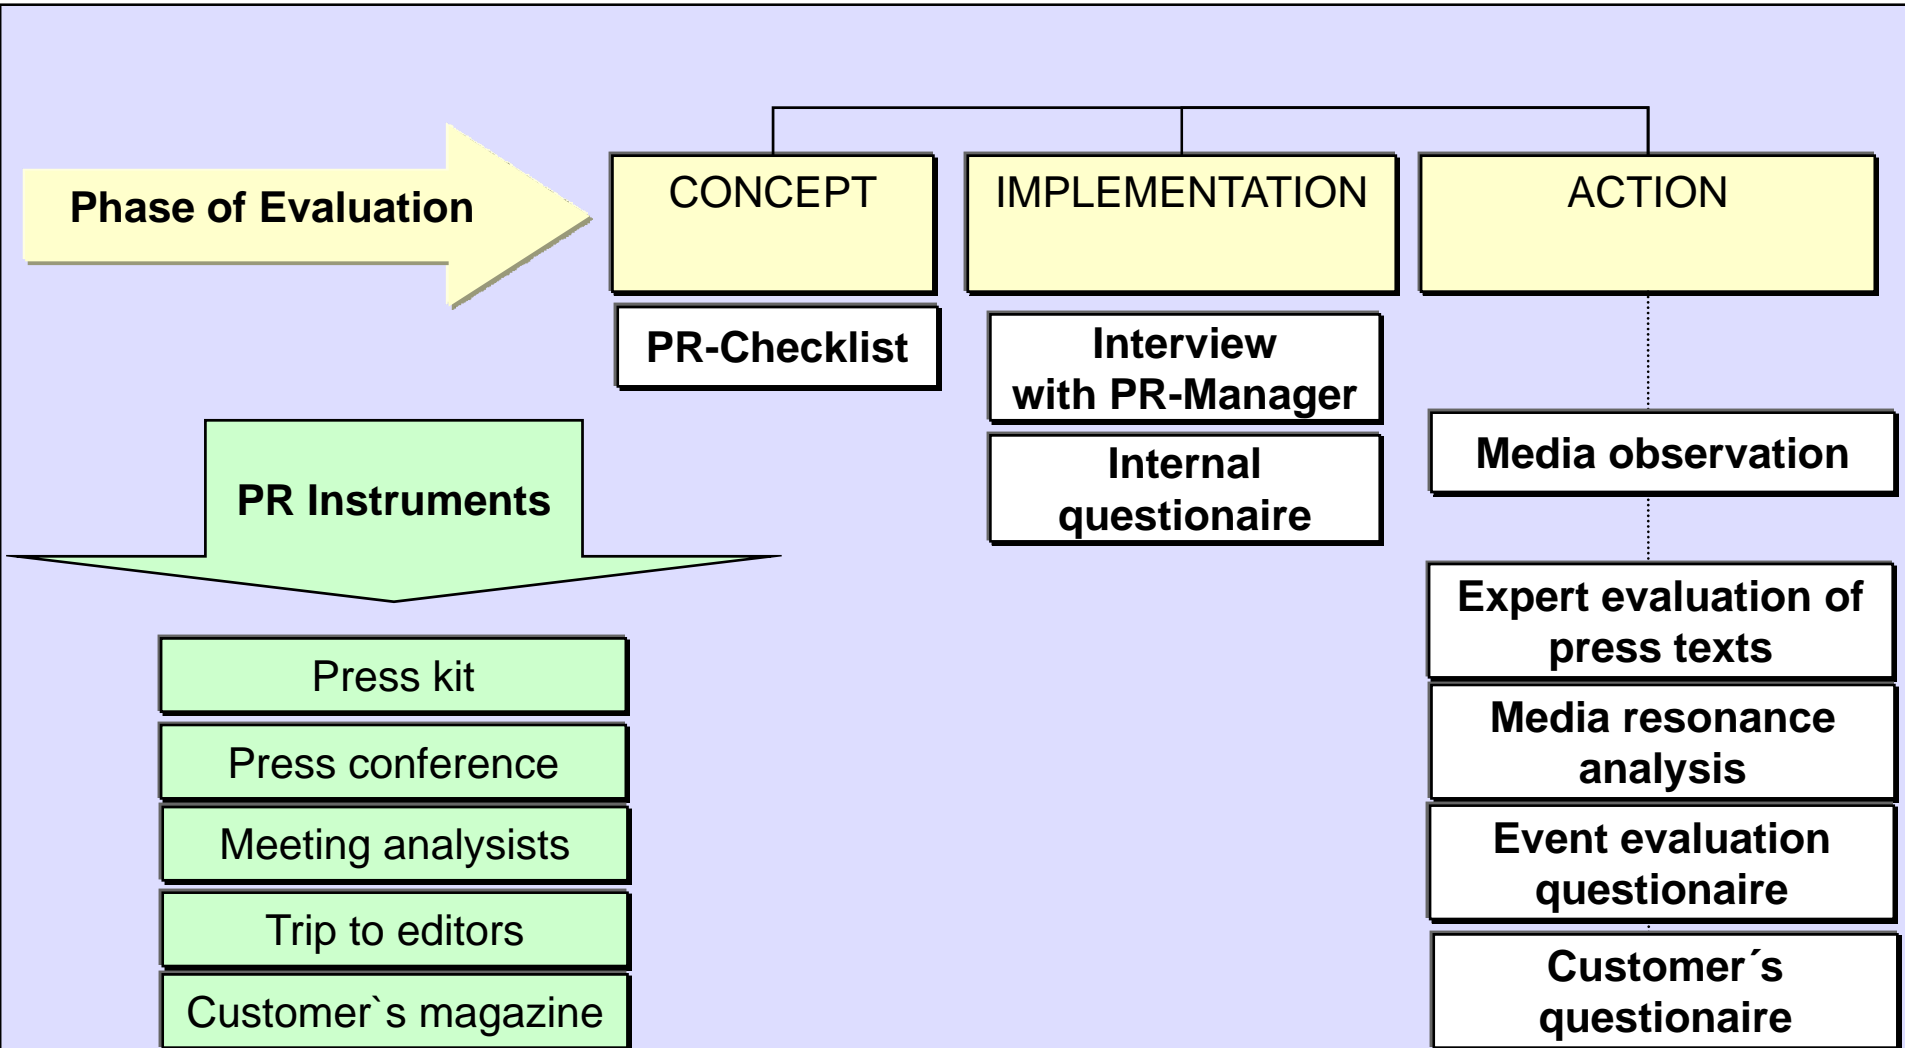 Phase of Evaluation
CONCEPT
IMPLEMENTATION
ACTION
PR-Checklist
Interview
with PR-Manager
Internal
questionaire
Media observation
Expert evaluation of
press texts
Media resonance
analysis
Event evaluation
questionaire
Customer´s
questionaire
PR Instruments
Press kit
Press conference
Meeting analysists
Trip to editors
Customer`s magazine